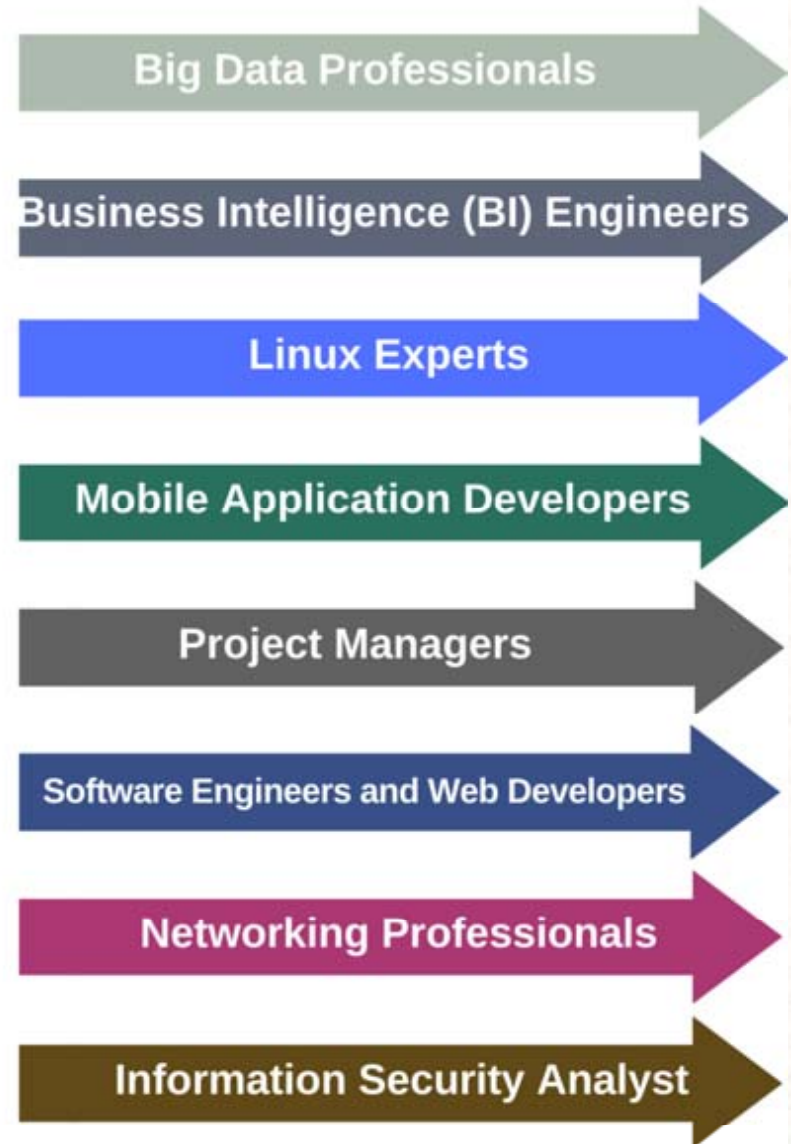 Big Data Professionals
Business Intelligence (BI) Engineers
Linux Experts
Mobile Application Developers
Project Managers
Software Engineers and Web Developers
Networking Professionals
Information Security Analyst